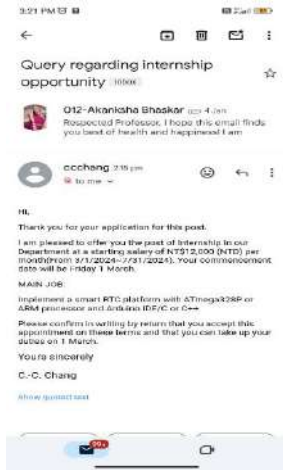 3:21 PM
Query regarding internship
opportunity
012-Akanksha Bhaskar 4 Jan
Respected Professor, I hope this email finds
you best of health and happiness! I am
ccchang 2:15 pm
to me
Hi,
Thank you for your application for this post.
I am pleased to offer you the post of Internship in our
Department at a starting salary of NT$12,000 (NTD) per
month(From 3/1/2024~7/31/2024). Your commencement
date will be Friday 1 March.
MAIN JOB:
Implement a smart RTC platform with ATmega328P or
ARM processor and Arduino IDE/C or C++
Please confirm in writing by return that you accept this
appointment on these terms and that you can take up your
duties on 1 March.
Yours sincerely
C.-C. Chang
Show quoted text
99+